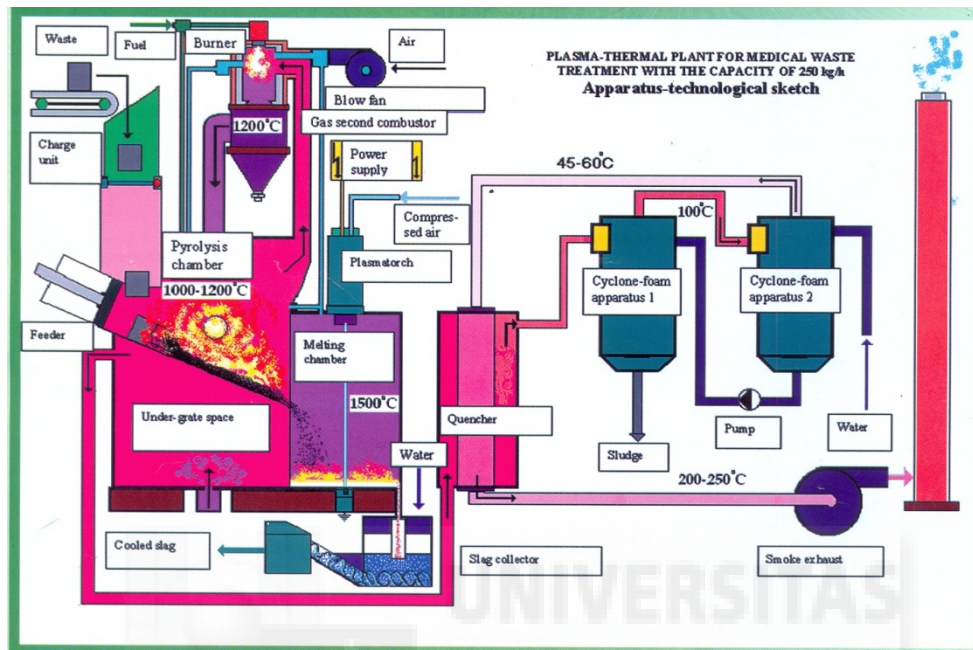 Waste
Fuel
Burner
Air
PLASMA-THERMAL PLANT FOR MEDICAL WASTE
TREATMENT WITH THE CAPACITY OF 250 kg/h
Apparatus-technological sketch
Blow fan
Gas second combustor
1200°C
Charge
unit
Power
supply
45-60°C
Compres-
sed air
100°C
Pyrolysis
chamber
1000-1200°C
Plasmatorch
Cyclone-foam
apparatus 1
Cyclone-foam
apparatus 2
Feeder
Melting
chamber
1500°C
Under-grate space
Quencher
Water
Sludge
Pump
Water
200-250°C
Cooled slag
Slag collector
Smoke exhaust
UNIVERSITAS